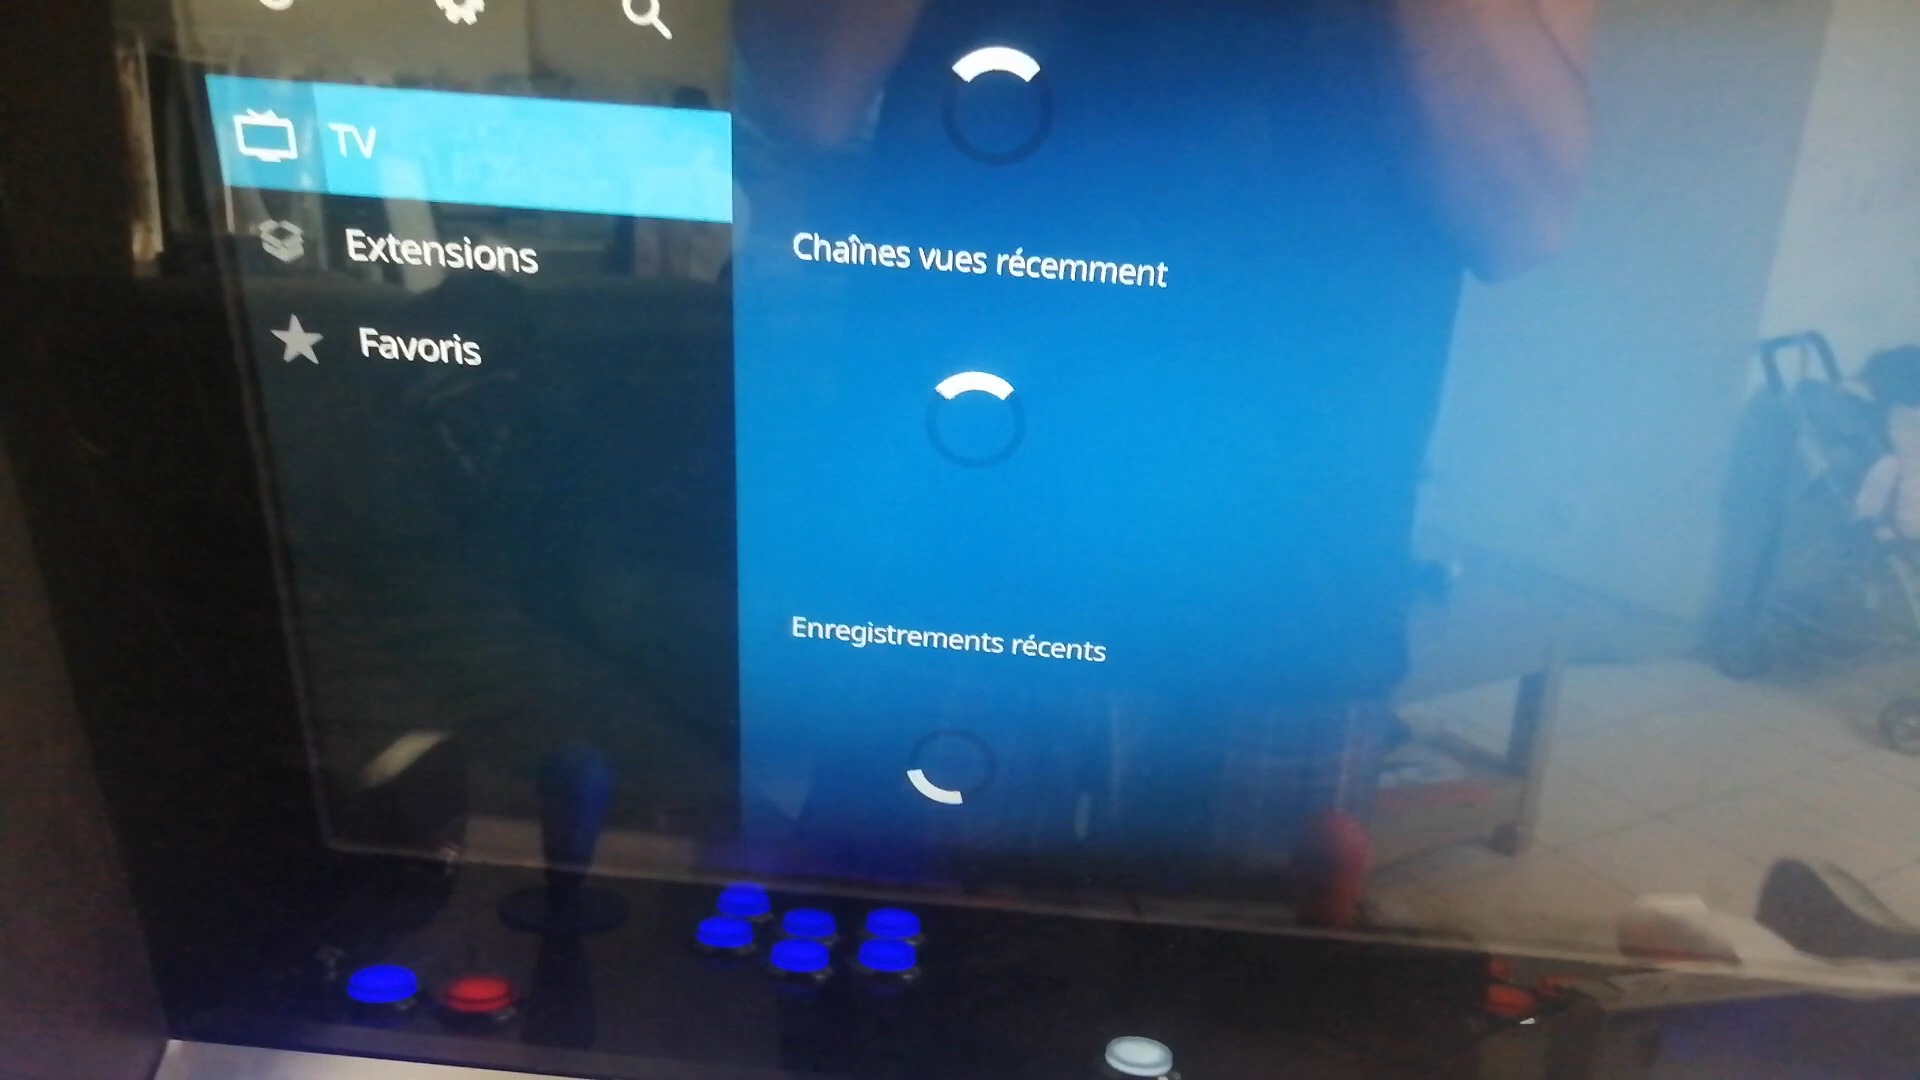 TV
Extensions
Favoris
Chaînes vues récemment
Enregistrements récents